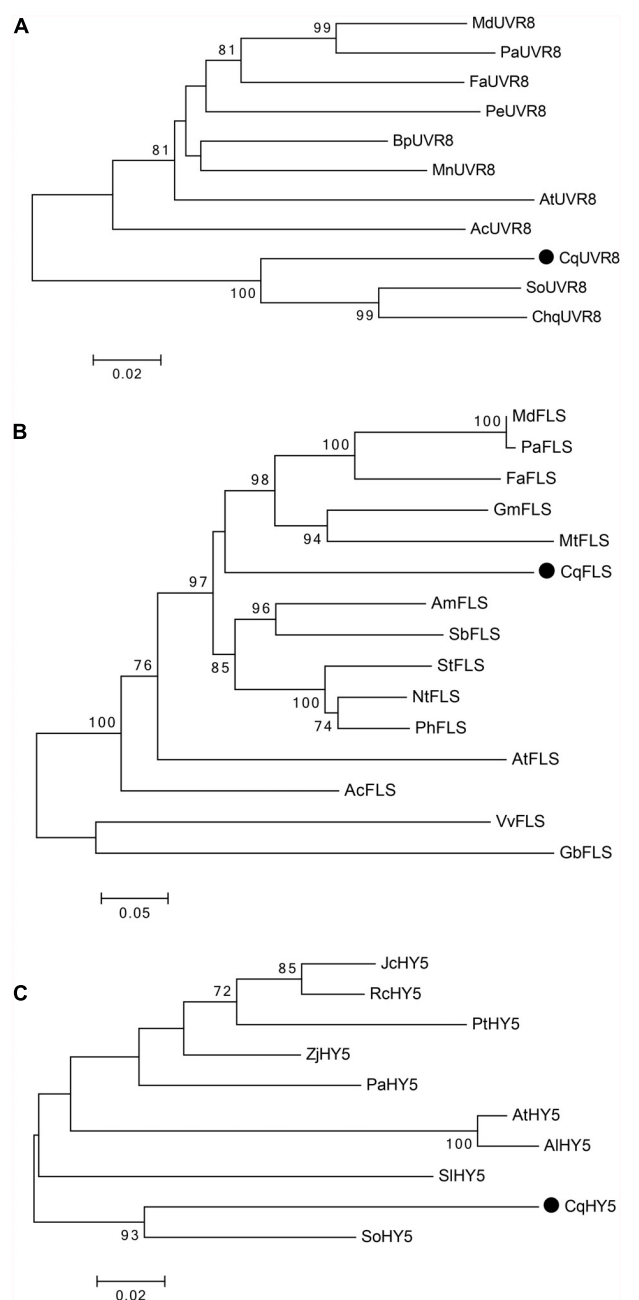 A
99
MdUVR8
PaUVR8
81
FaUVR8
PeUVR8
BpUVR8
81
MnUVR8
AtUVR8
AcUVR8
CqUVR8
100
SoUVR8
99
ChqUVR8
0.02
B
100
MdFLS
PaFLS
100
FaFLS
98
GmFLS
94
MtFLS
CqFLS
97
AmFLS
96
SbFLS
85
StFLS
76
100
NtFLS
74
PhFLS
100
AtFLS
AcFLS
VvFLS
GbFLS
0.05
C
85
JcHY5
RcHY5
72
PtHY5
ZjHY5
PaHY5
AtHY5
100
AlHY5
SlHY5
CqHY5
93
SoHY5
0.02